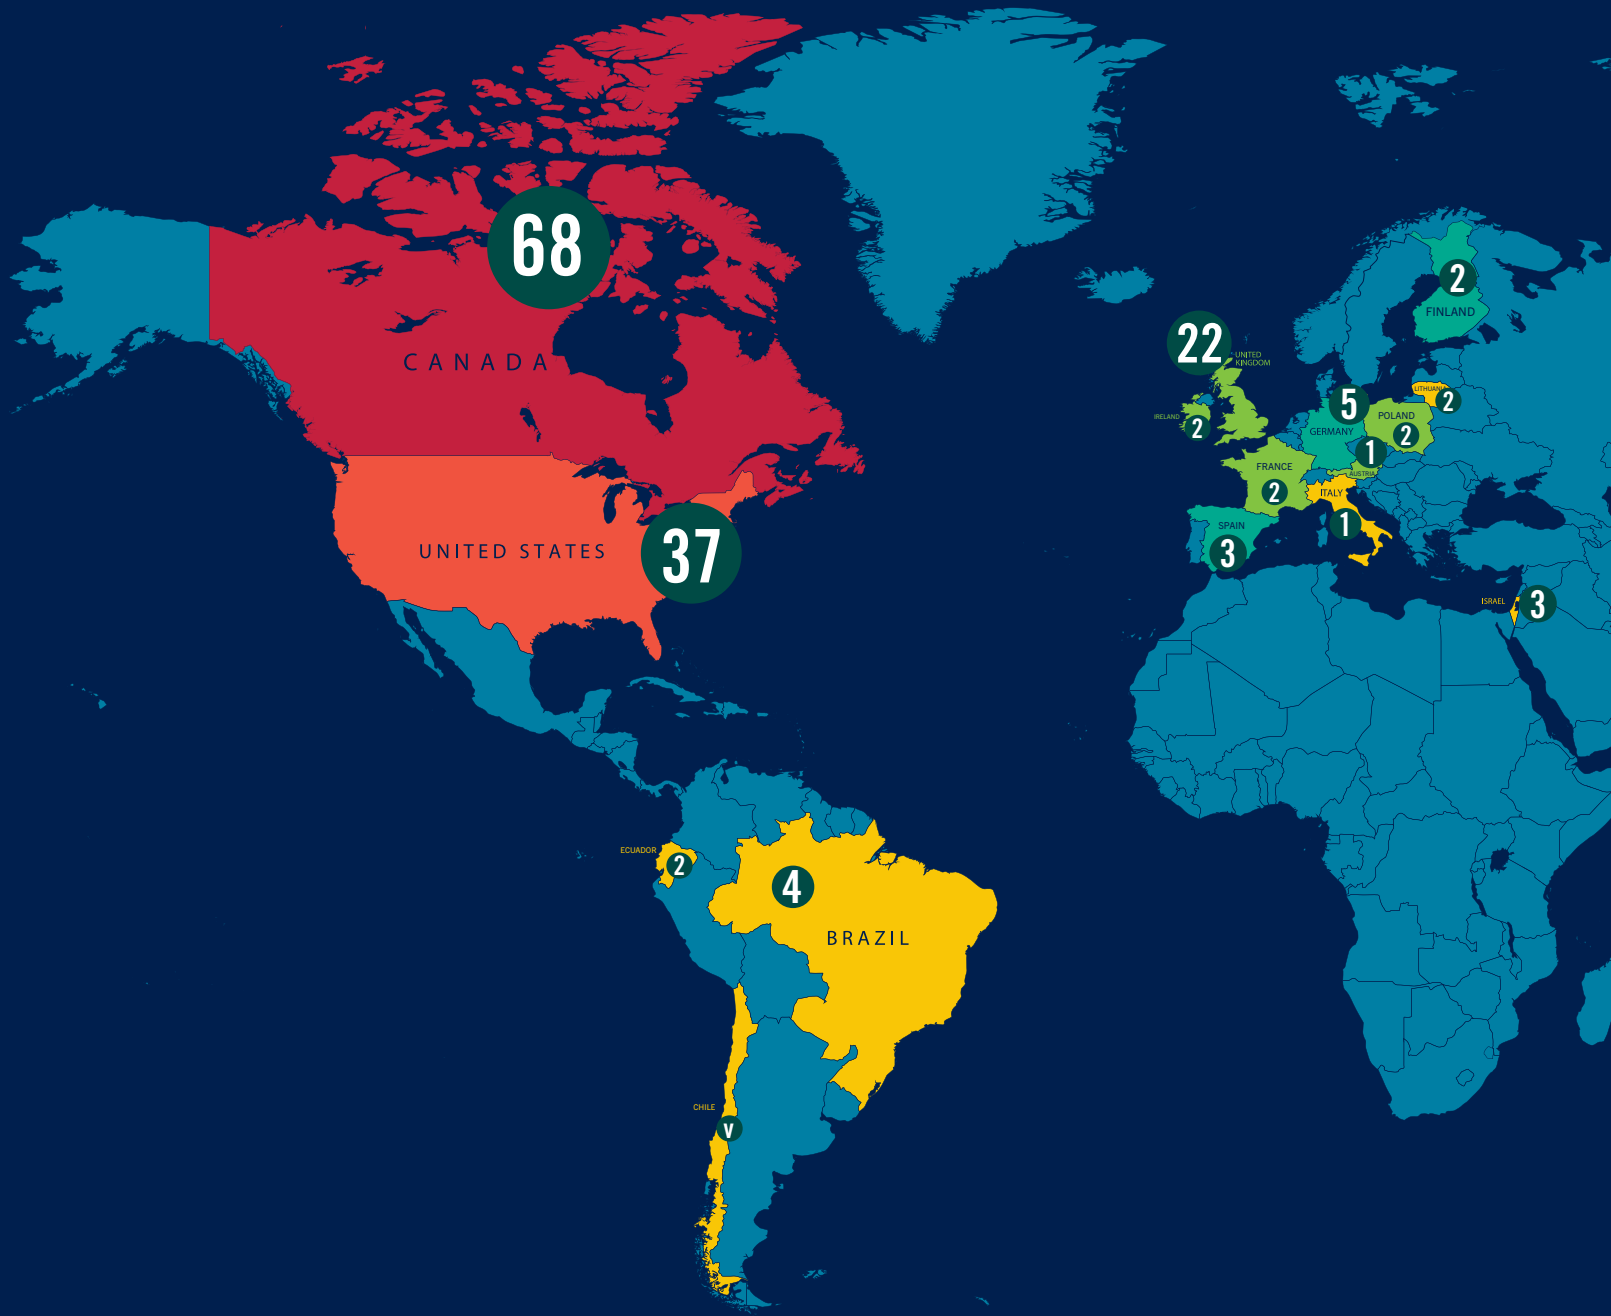 68
CANADA
UNITED STATES
37
22
UNITED
KINGDOM
IRELAND
2
2
FINLAND
LITHUANIA
2
5
GERMANY
POLAND
2
1
AUSTRIA
FRANCE
2
ITALY
1
SPAIN
3
ISRAEL
3
ECUADOR
2
4
BRAZIL
CHILE
v